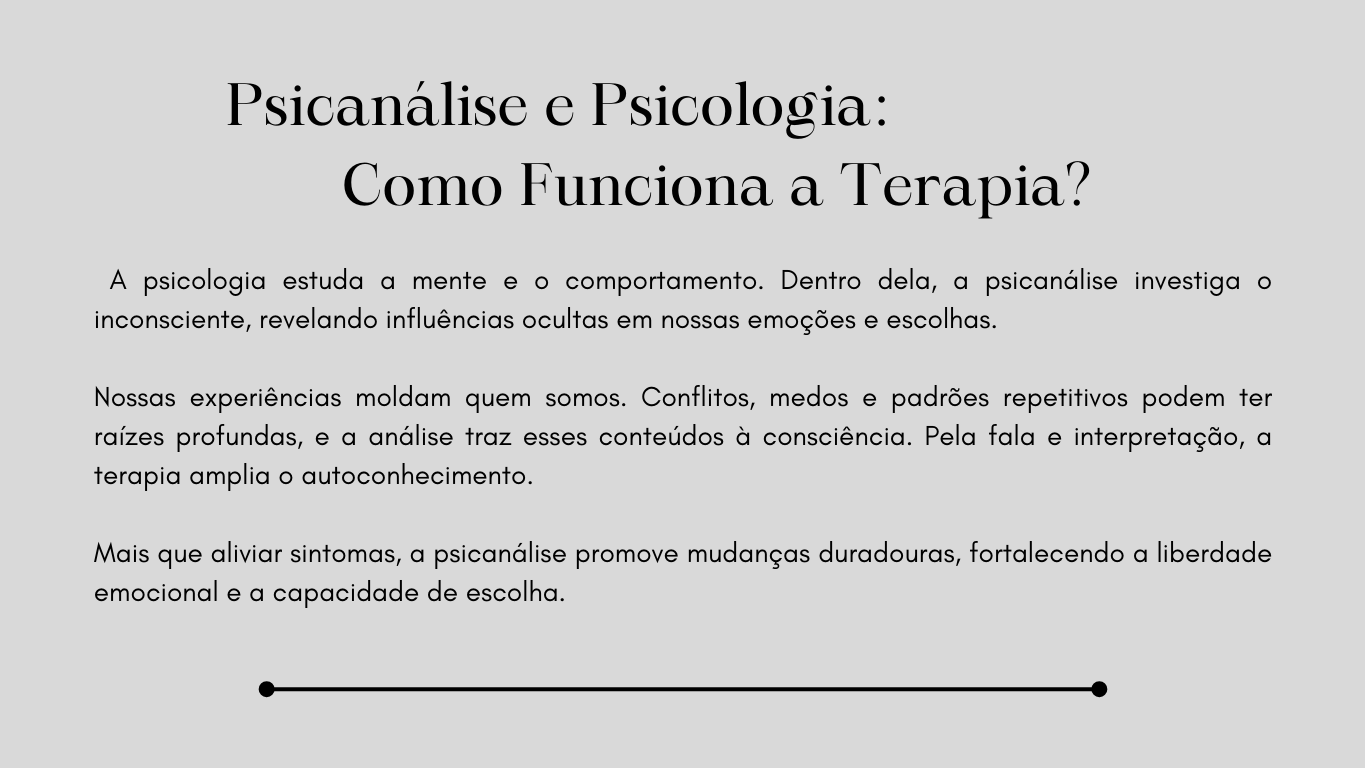 Psicanálise e Psicologia:
Como Funciona a Terapia?
A psicologia estuda a mente e o comportamento. Dentro dela, a psicanálise investiga o
inconsciente, revelando influências ocultas em nossas emoções e escolhas.
Nossas experiências moldam quem somos. Conflitos, medos e padrões repetitivos podem ter
raízes profundas, e a análise traz esses conteúdos à consciência. Pela fala e interpretação, a
terapia amplia o autoconhecimento.
Mais que aliviar sintomas, a psicanálise promove mudanças duradouras, fortalecendo a liberdade
emocional e a capacidade de escolha.